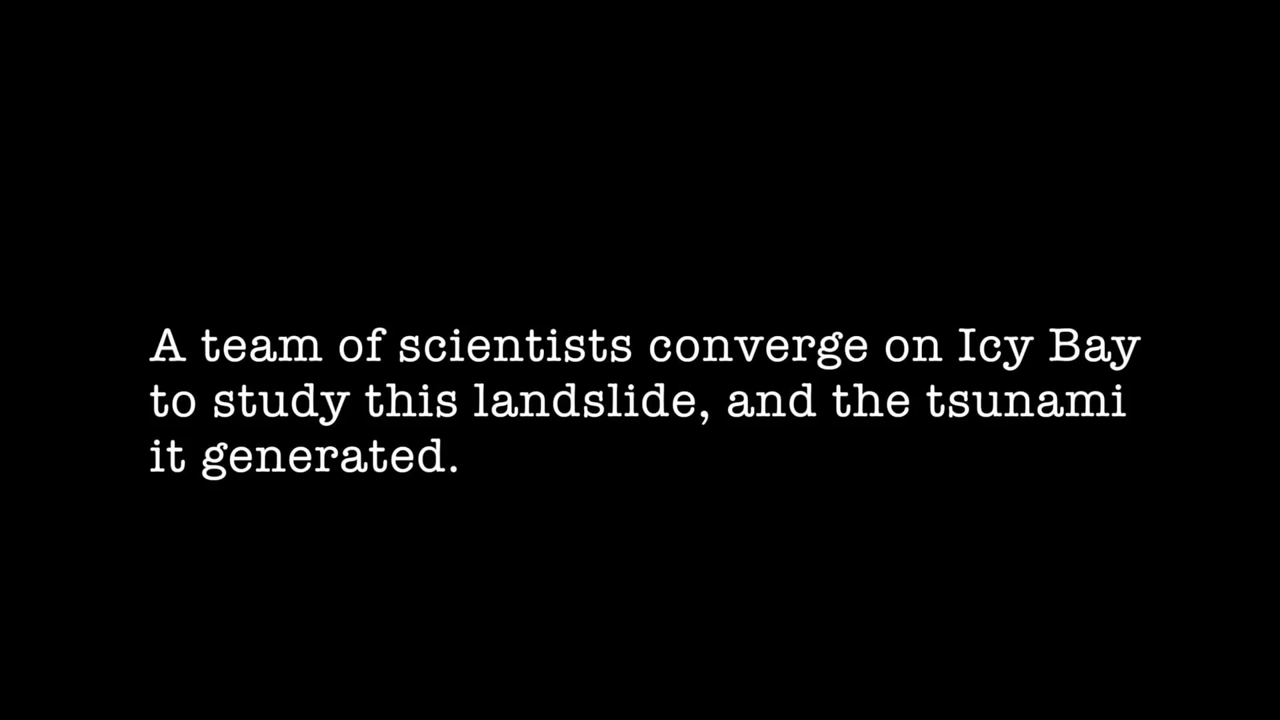 A team of scientists converge on Icy Bay
to study this landslide, and the tsunami
it generated.